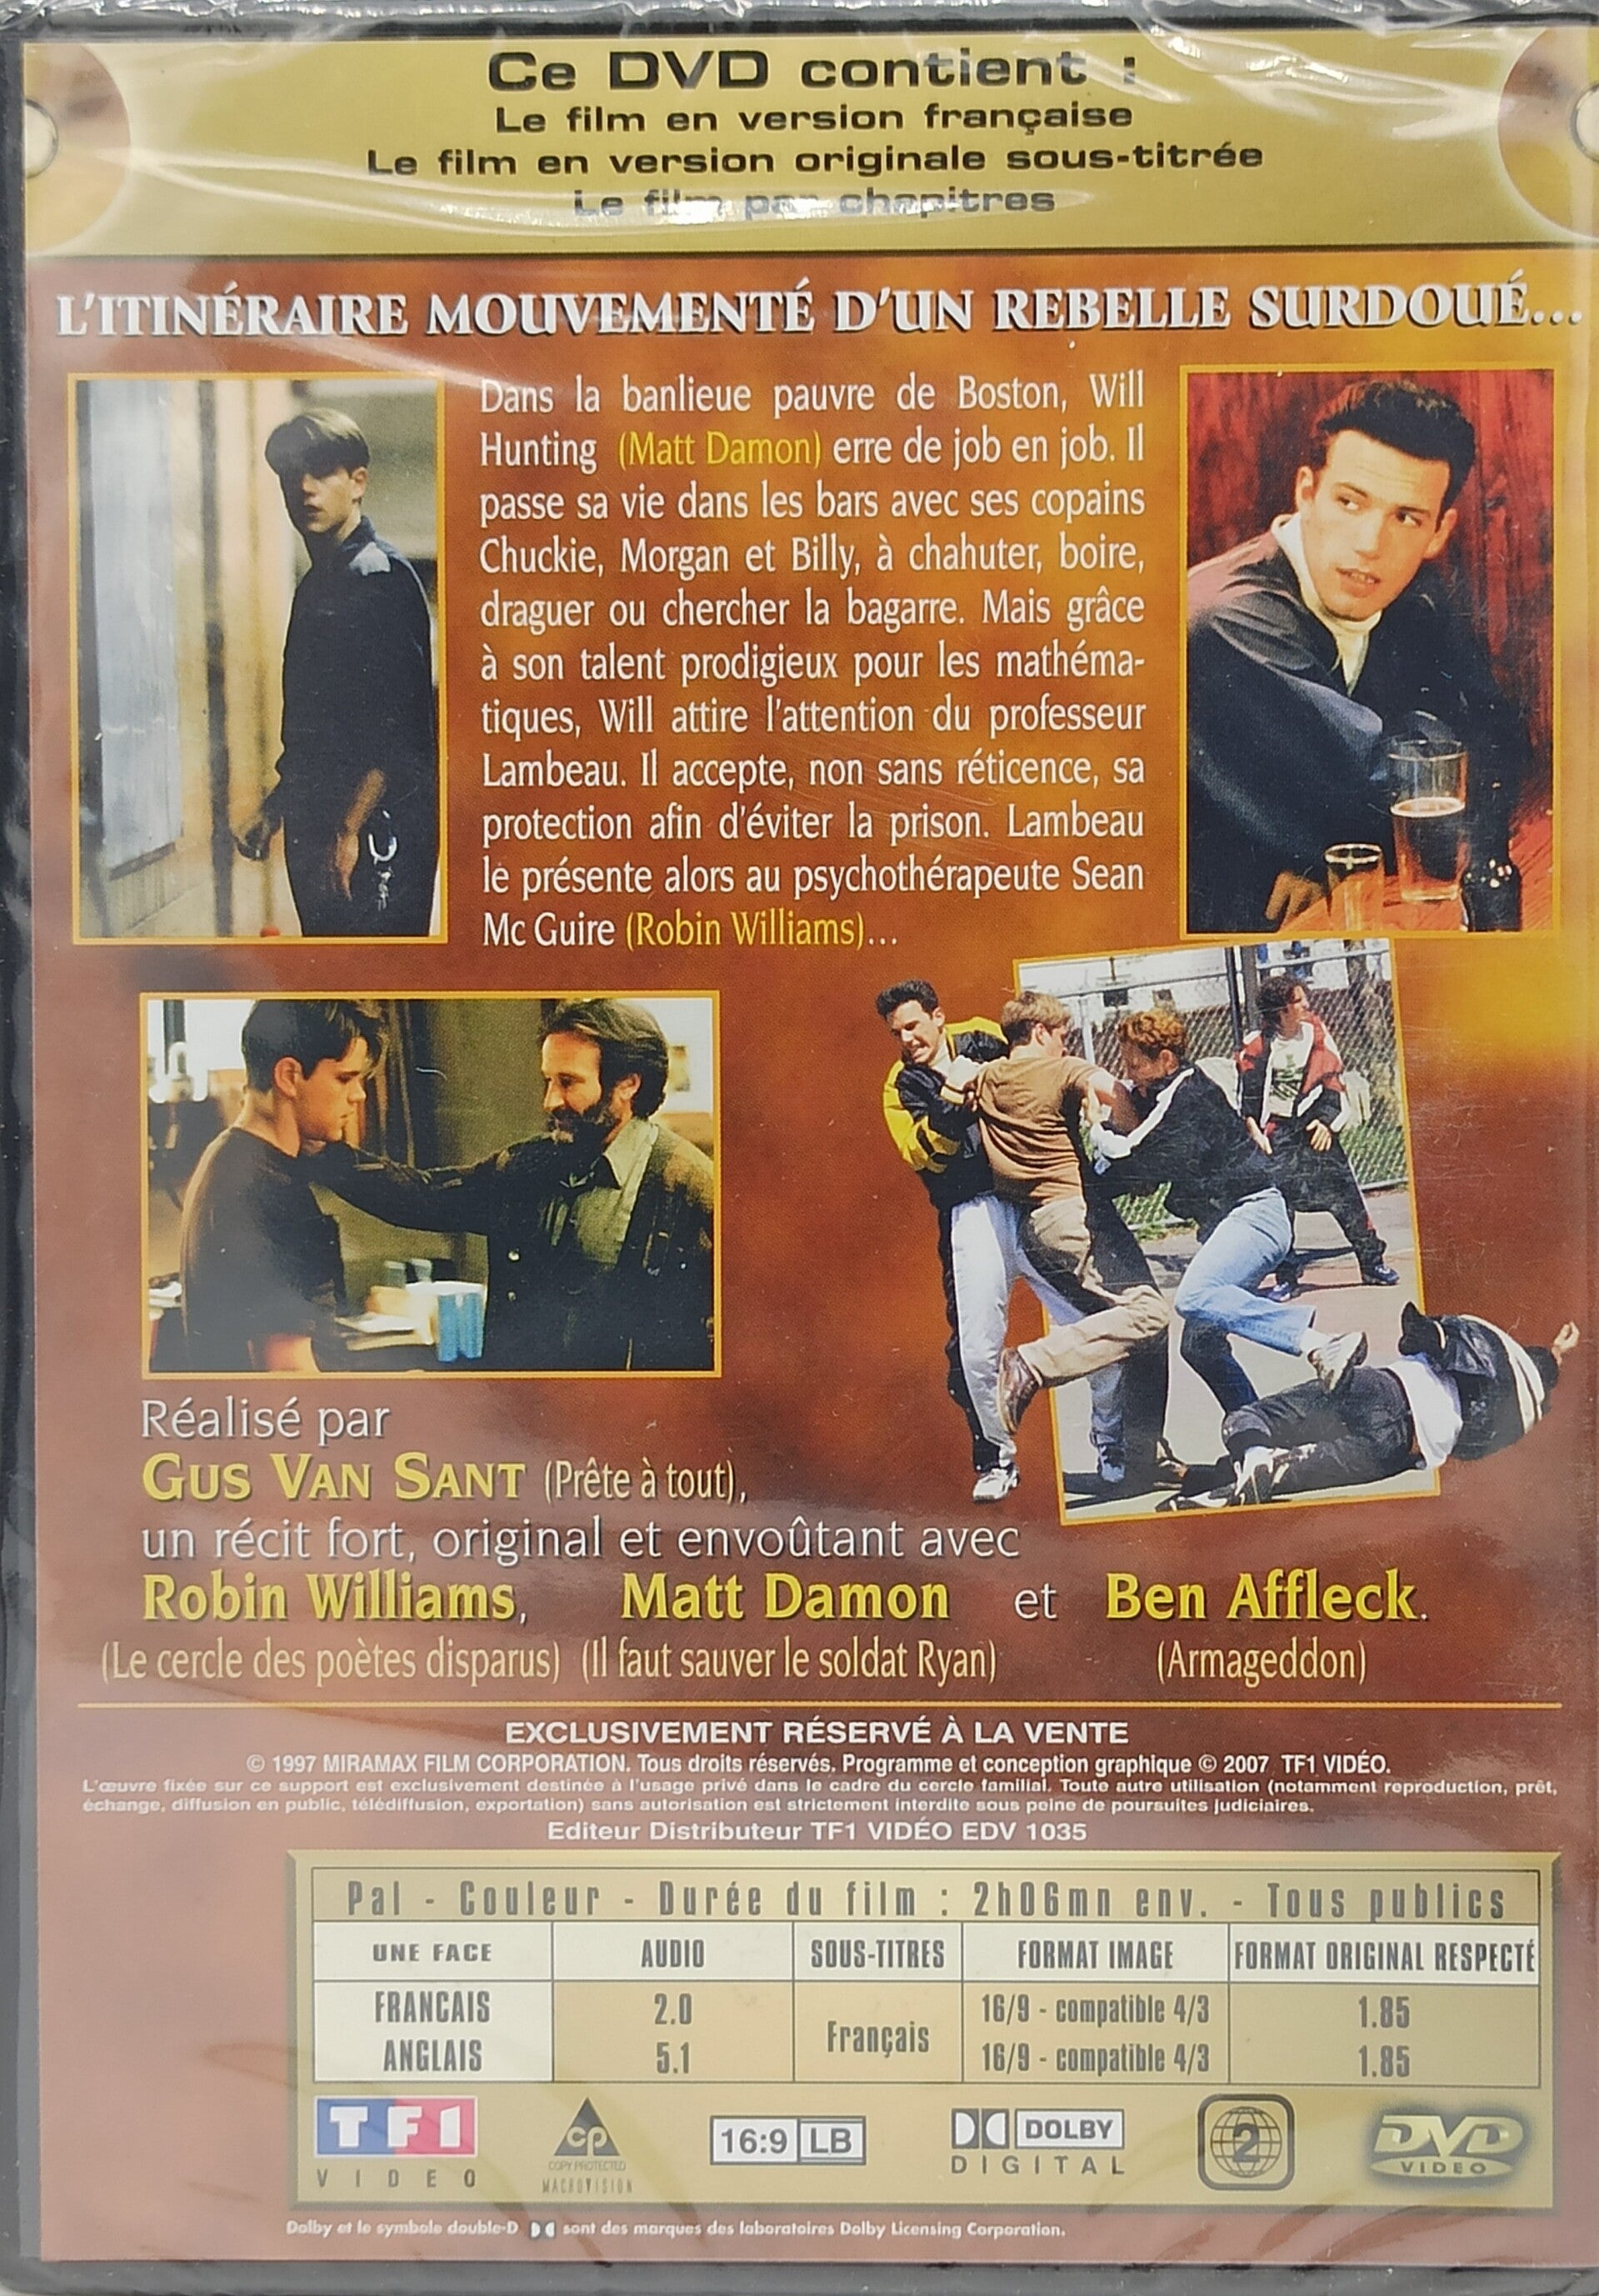 Ce DVD contient :
Le film en version française
Le film en version originale sous-titrée
Le film par chapitres
L'ITINÉRAIRE MOUVEMENTÉ D'UN REBELLE SURDOUÉ...
Dans la banlieue pauvre de Boston, Will
Hunting (Matt Damon) erre de job en job. Il
passe sa vie dans les bars avec ses copains
Chuckie, Morgan et Billy, à chahuter, boire,
draguer ou chercher la bagarre. Mais grâce
à son talent prodigieux pour les mathéma-
tiques, Will attire l'attention du professeur
Lambeau. Il accepte, non sans réticence, sa
protection afin d'éviter la prison. Lambeau
le présente alors au psychothérapeute Sean
Mc Guire (Robin Williams)...
Réalisé par
GUS VAN SANT (Prête à tout),
un récit fort, original et envoûtant avec
Robin Williams, Matt Damon et Ben Affleck.
(Le cercle des poètes disparus) (Il faut sauver le soldat Ryan) (Armageddon)
EXCLUSIVEMENT RÉSERVÉ À LA VENTE
© 1997 MIRAMAX FILM CORPORATION. Tous droits réservés. Programme et conception graphique © 2007 TF1 VIDÉO.
L'œuvre fixée sur ce support est exclusivement destinée à l'usage privé dans le cadre du cercle familial. Toute autre utilisation (notamment reproduction, prêt,
échange, diffusion en public, télédiffusion, exportation) sans autorisation est strictement interdite sous peine de poursuites judiciaires.
Editeur Distributeur TF1 VIDÉO EDV 1035
Pal - Couleur - Durée du film : 2h06mn env. - Tous publics
UNE FACE AUDIO SOUS-TITRES FORMAT IMAGE FORMAT ORIGINAL RESPECTÉ
FRANCAIS 2.0 Français 16/9 - compatible 4/3 1.85
ANGLAIS 5.1 16/9 - compatible 4/3 1.85
TF1 VIDEO
CP COPY PROTECTED MACROVISION
16:9 LB
DOLBY DIGITAL
2
DVD VIDEO
Dolby et le symbole double-D sont des marques des laboratoires Dolby Licensing Corporation.